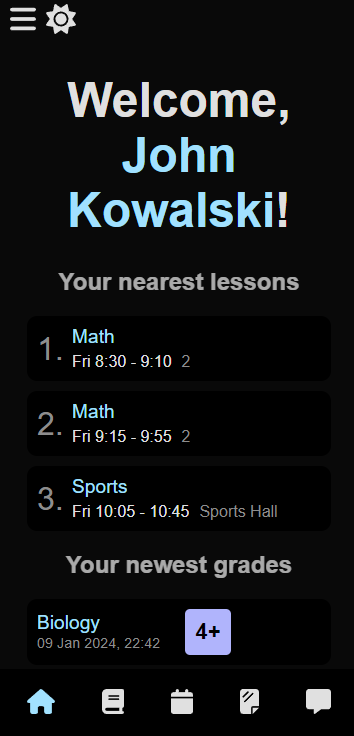 Welcome,
John
Kowalski!
Your nearest lessons
1.
Math
Fri 8:30 - 9:10 2
2.
Math
Fri 9:15 - 9:55 2
3.
Sports
Fri 10:05 - 10:45 Sports Hall
Your newest grades
Biology
09 Jan 2024, 22:42
4+